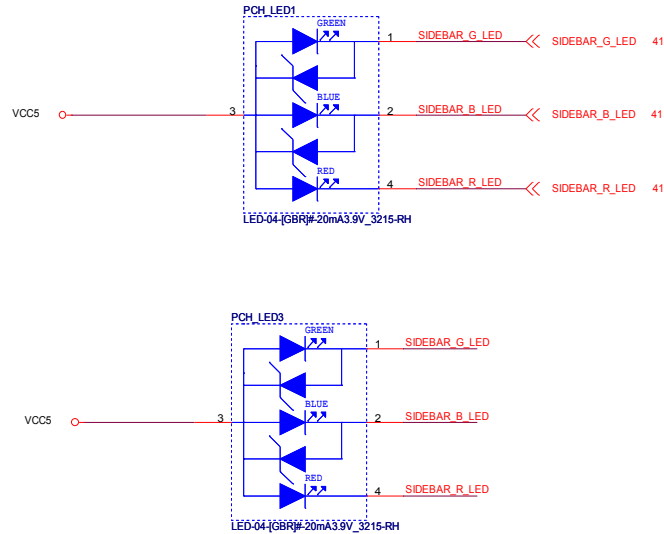 PCH_LED1
GREEN
1 SIDEBAR_G_LED SIDEBAR_G_LED 41
BLUE
VCC5 3 2 SIDEBAR_B_LED SIDEBAR_B_LED 41
RED
4 SIDEBAR_R_LED SIDEBAR_R_LED 41
LED-04-[GBR]#-20mA3.9V_3215-RH
PCH_LED3
GREEN
1 SIDEBAR_G_LED
BLUE
VCC5 3 2 SIDEBAR_B_LED
RED
4 SIDEBAR_R_LED
LED-04-[GBR]#-20mA3.9V_3215-RH